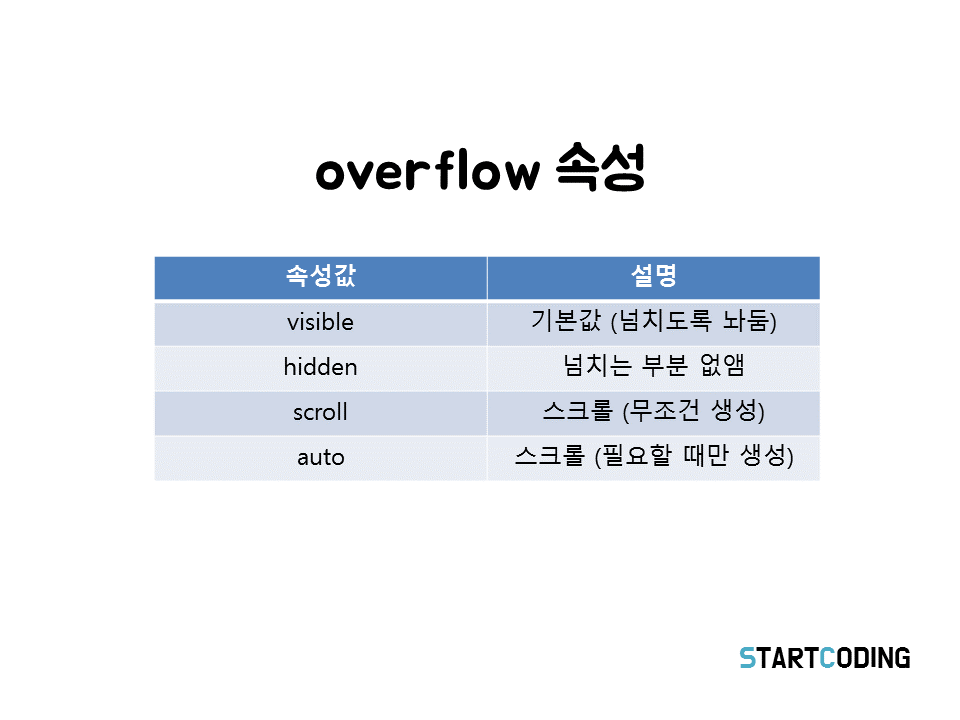 overflow 속성
속성값 설명
visible 기본값 (넘치도록 놔둠)
hidden 넘치는 부분 없앰
scroll 스크롤 (무조건 생성)
auto 스크롤 (필요할 때만 생성)
STARTCODING